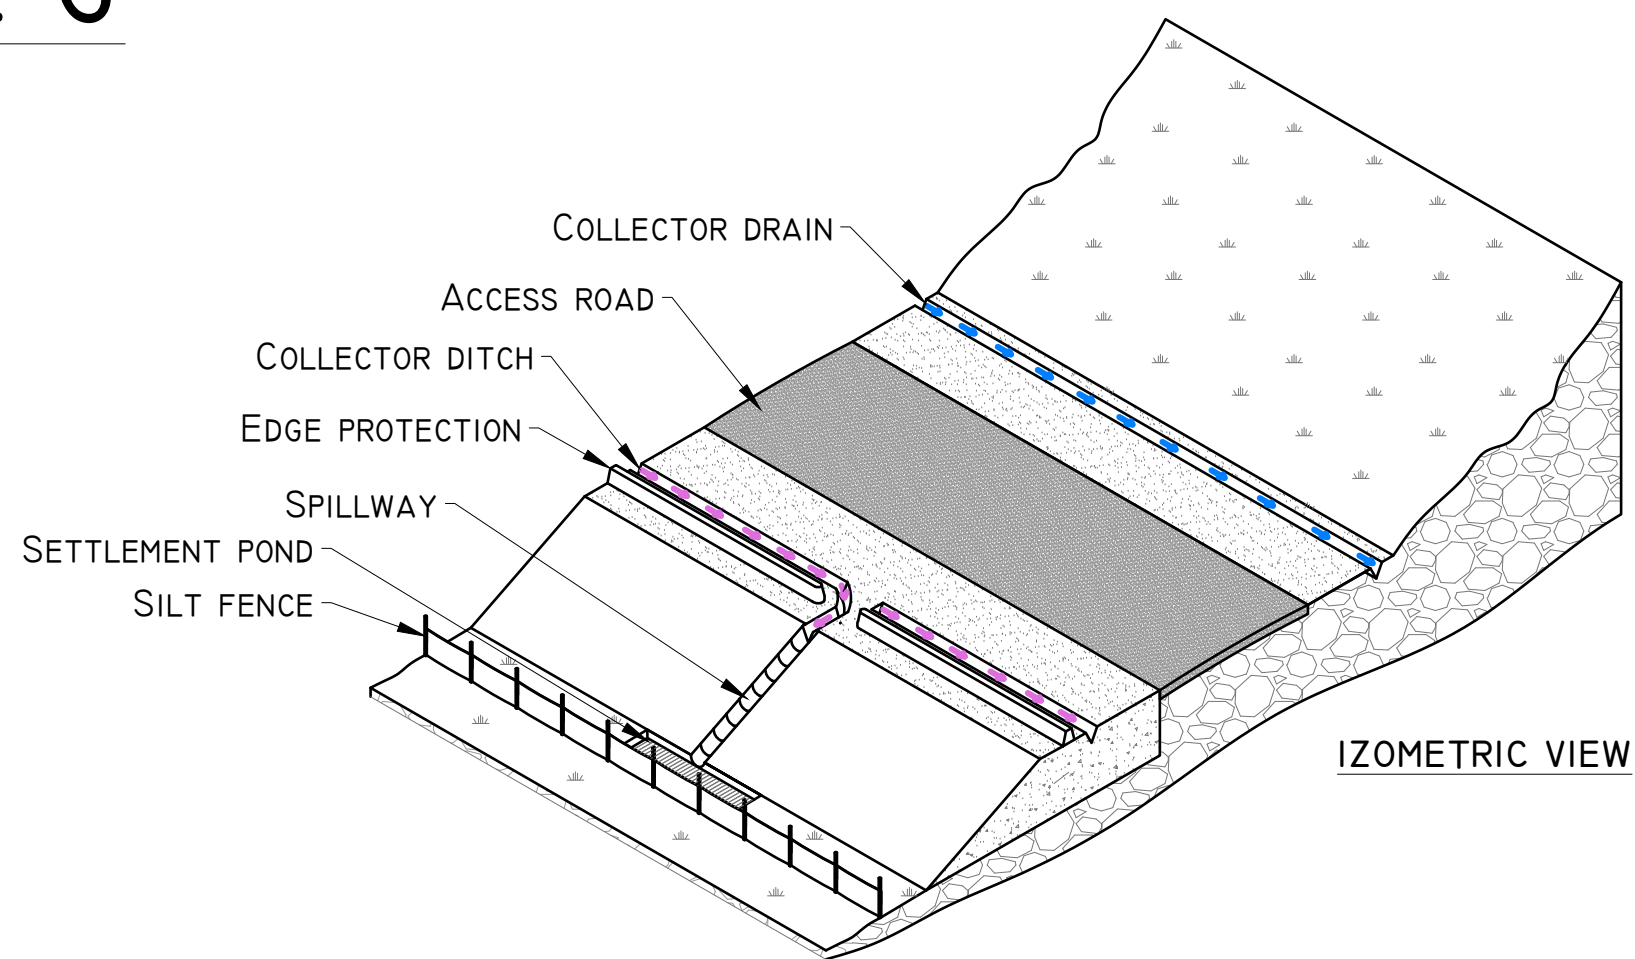 COLLECTOR DRAIN
ACCESS ROAD
COLLECTOR DITCH
EDGE PROTECTION
SPILLWAY
SETTLEMENT POND
SILT FENCE
IZOMETRIC VIEW